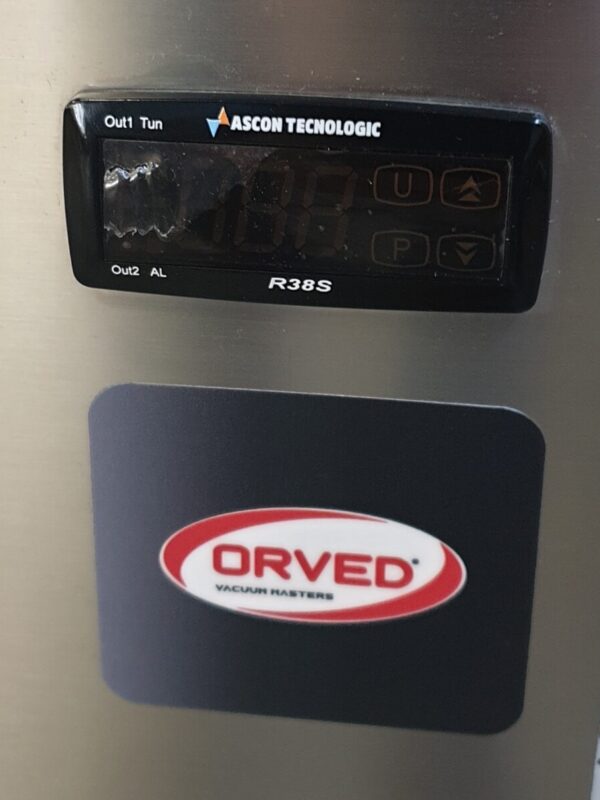 Out1 Tun
ASCON TECNOLOGIC
U
P
Out2 AL
R38S
ORVED®
VACUUM MASTERS